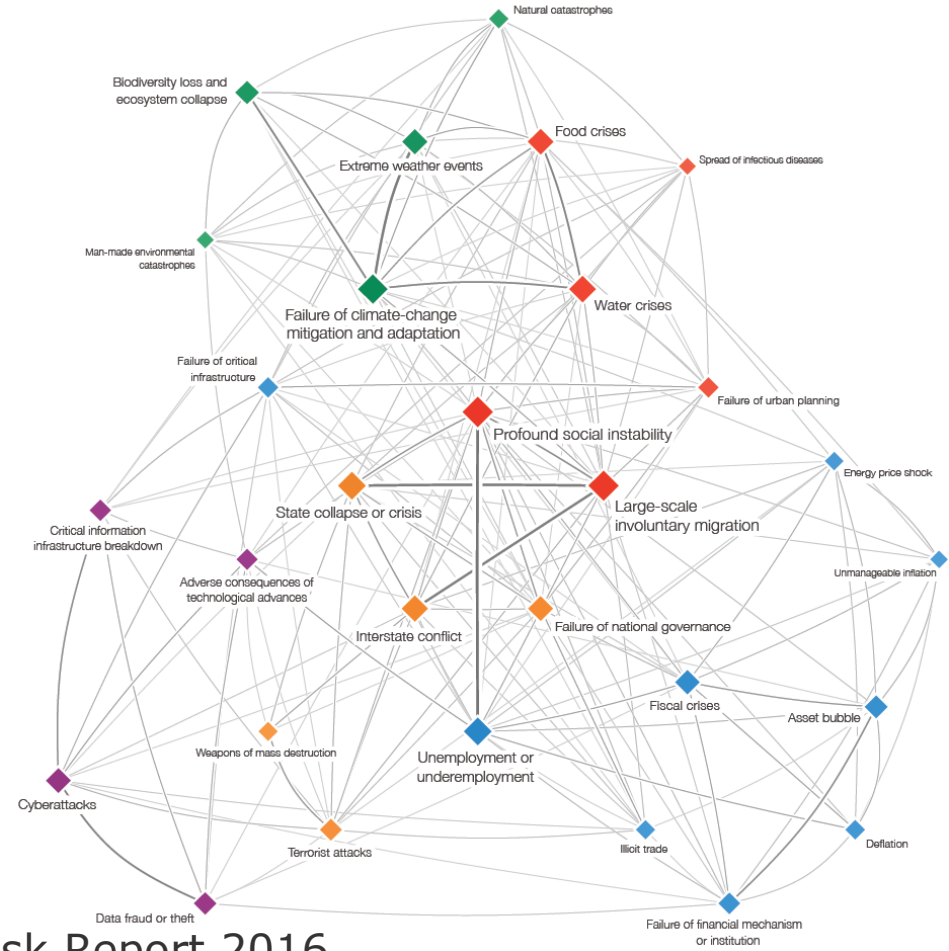 Natural catastrophes
Biodiversity loss and
ecosystem collapse
Food crises
Extreme weather events
Spread of infectious diseases
Man-made environmental
catastrophes
Water crises
Failure of climate-change
mitigation and adaptation
Failure of critical
infrastructure
Failure of urban planning
Profound social instability
Energy price shock
State collapse or crisis
Large-scale
involuntary migration
Critical information
infrastructure breakdown
Unmanageable inflation
Adverse consequences of
technological advances
Interstate conflict
Failure of national governance
Fiscal crises
Asset bubble
Weapons of mass destruction
Unemployment or
underemployment
Cyberattacks
Terrorist attacks
Illicit trade
Deflation
Data fraud or theft
Failure of financial mechanism
or institution
sk Report 2016